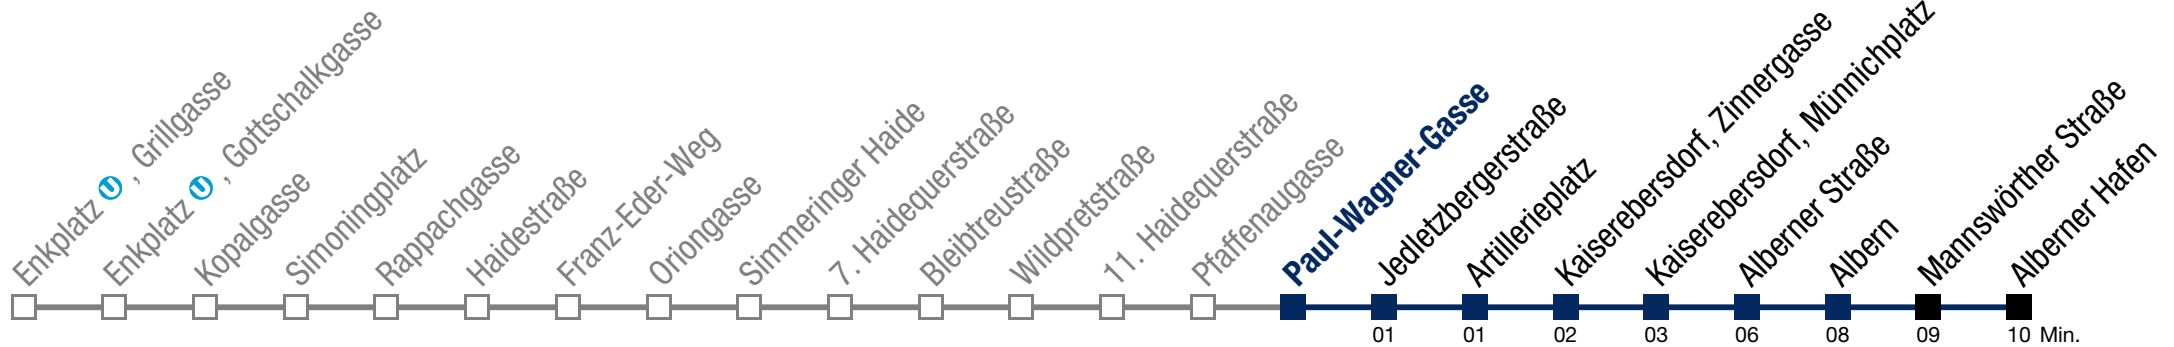 Enkplatz U , Grillgasse
Enkplatz U , Gottschalkgasse
Kopalgasse
Simoningplatz
Rappachgasse
Haidestraße
Franz-Eder-Weg
Oriongasse
Simmeringer Haide
7. Haidequerstraße
Bleibtreustraße
Wildpretstraße
11. Haidequerstraße
Pfaffenaugasse
Paul-Wagner-Gasse
Jedletzbergerstraße
Artillerieplatz
Kaiserebersdorf, Zinnergasse
Kaiserebersdorf, Münnichplatz
Alberner Straße
Albern
Mannswörther Straße
Alberner Hafen
01 01 02 03 06 08 09 10 Min.